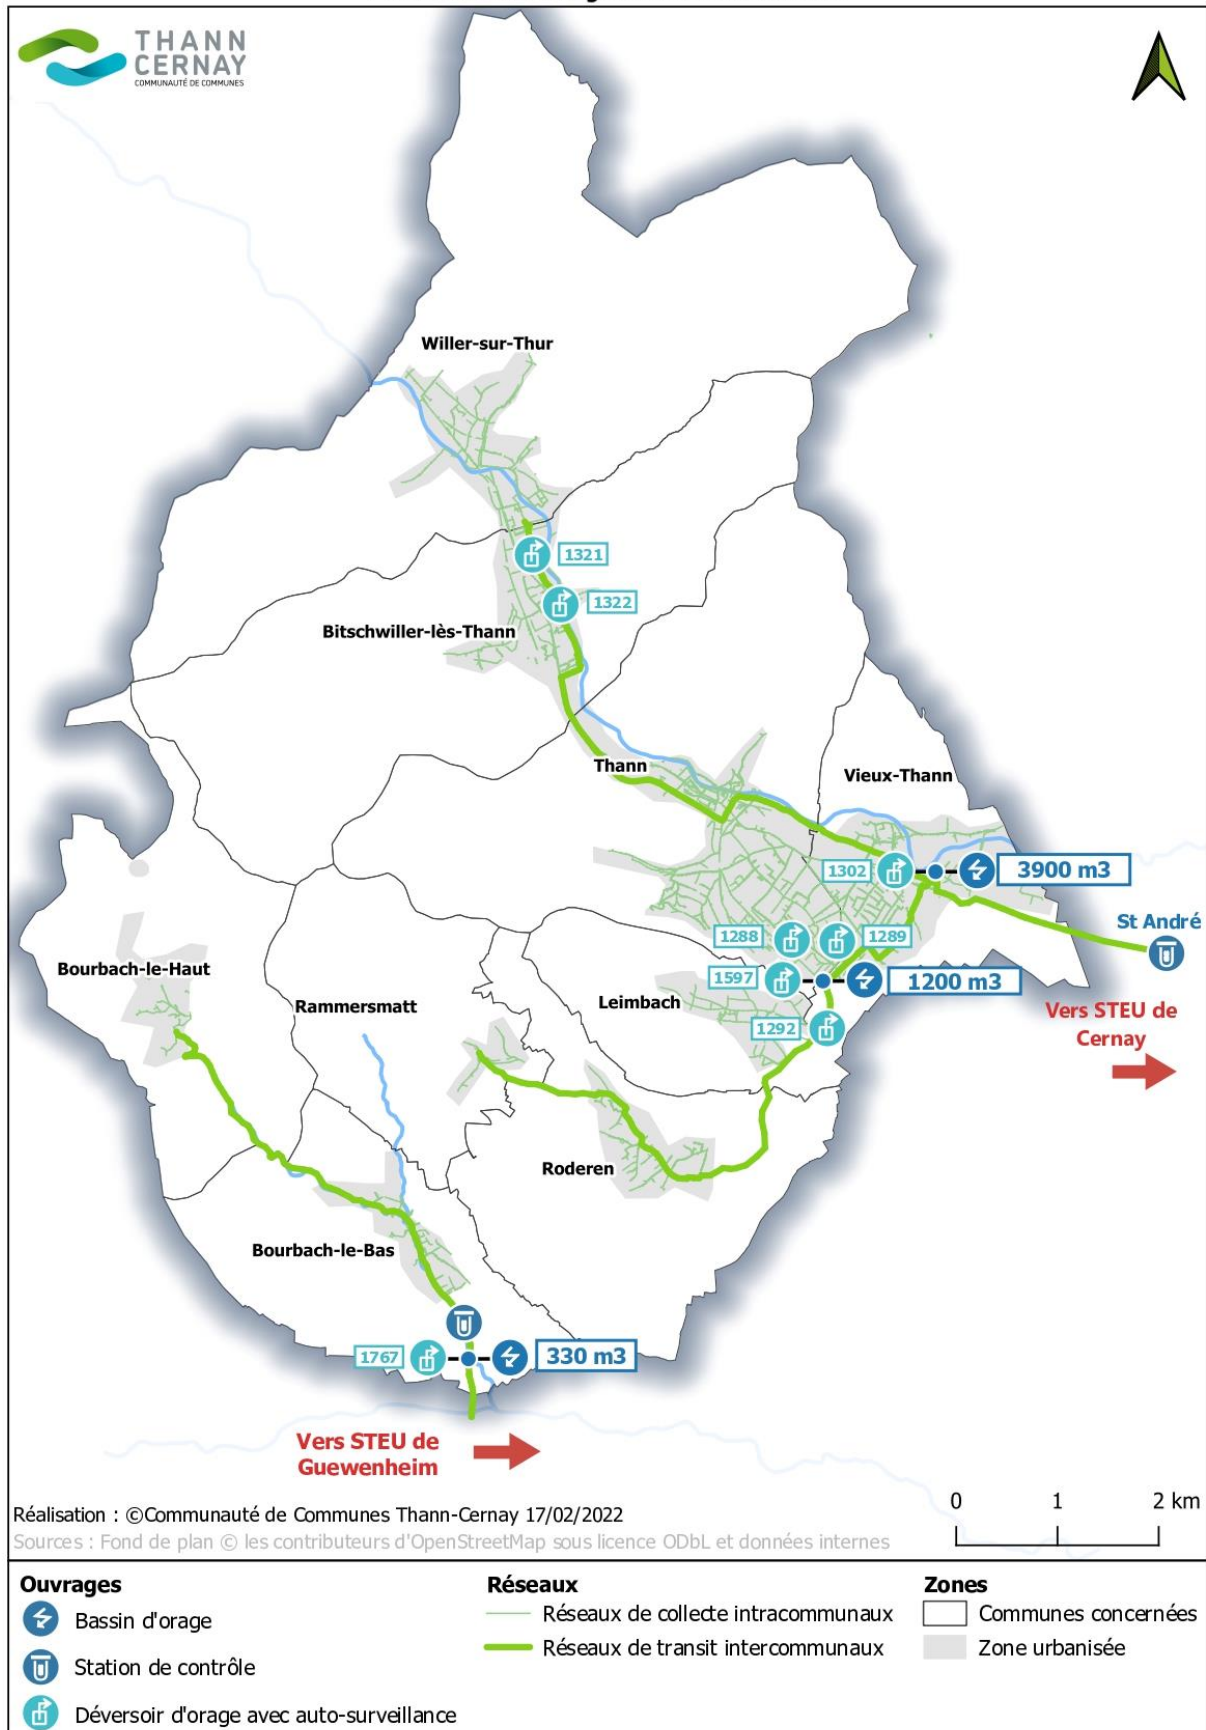 THANN
CERNAY
COMMUNAUTÉ DE COMMUNES
Willer-sur-Thur
1321
1322
Bitschwiller-lès-Thann
Thann
Vieux-Thann
1302
3900 m3
St André
1288
1289
Bourbach-le-Haut
1597
1200 m3
Rammersmatt
Leimbach
1292
Vers STEU de
Cernay
Roderen
Bourbach-le-Bas
1767
330 m3
Vers STEU de
Guewenheim
0 1 2 km
Réalisation : ©Communauté de Communes Thann-Cernay 17/02/2022
Sources : Fond de plan © les contributeurs d'OpenStreetMap sous licence ODbL et données internes
Ouvrages
Bassin d'orage
Station de contrôle
Déversoir d'orage avec auto-surveillance
Réseaux
Réseaux de collecte intracommunaux
Réseaux de transit intercommunaux
Zones
Communes concernées
Zone urbanisée